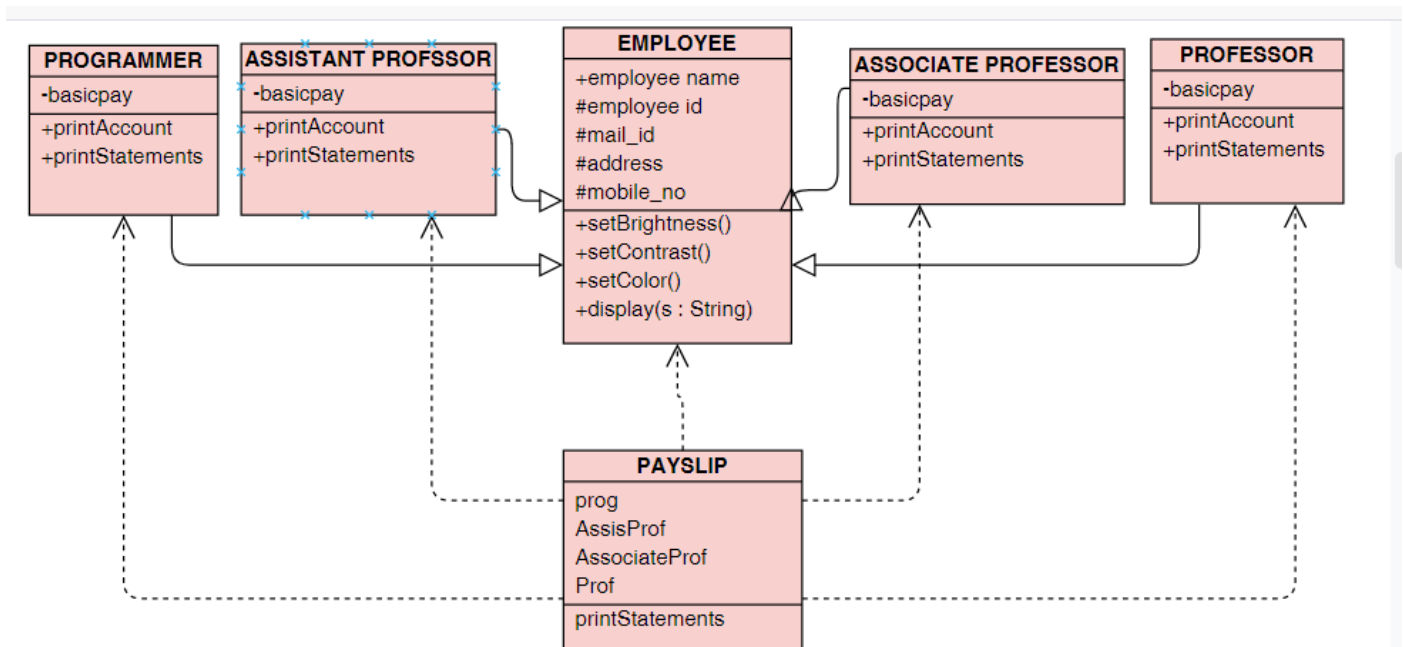 PROGRAMMER
-basicpay
+printAccount
+printStatements
ASSISTANT PROFSSOR
-basicpay
+printAccount
+printStatements
EMPLOYEE
+employee name
#employee id
#mail_id
#address
#mobile_no
+setBrightness()
+setContrast()
+setColor()
+display(s : String)
ASSOCIATE PROFESSOR
-basicpay
+printAccount
+printStatements
PROFESSOR
-basicpay
+printAccount
+printStatements
PAYSLIP
prog
AssisProf
AssociateProf
Prof
printStatements